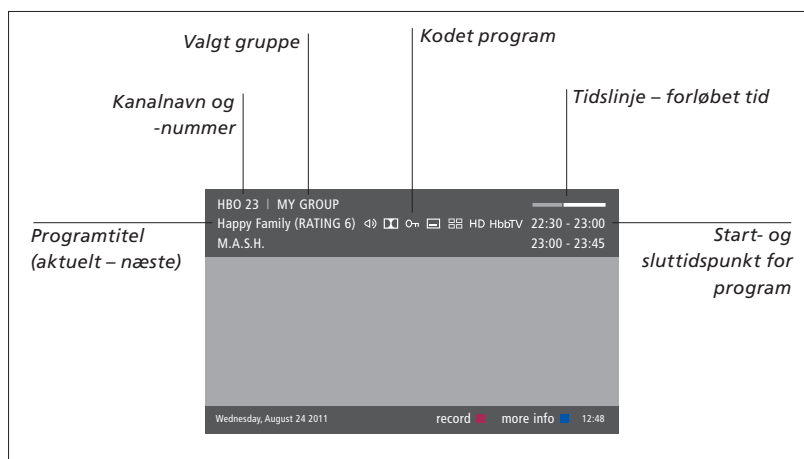 Valgt gruppe
Kodet program
Kanalnavn og
-nummer
Tidslinje – forløbet tid
HBO 23 | MY GROUP
Happy Family (RATING 6) HD HbbTV 22:30 - 23:00
M.A.S.H. 23:00 - 23:45
Programtitel
(aktuelt – næste)
Start- og
sluttidspunkt for
program
Wednesday, August 24 2011 record more info 12:48